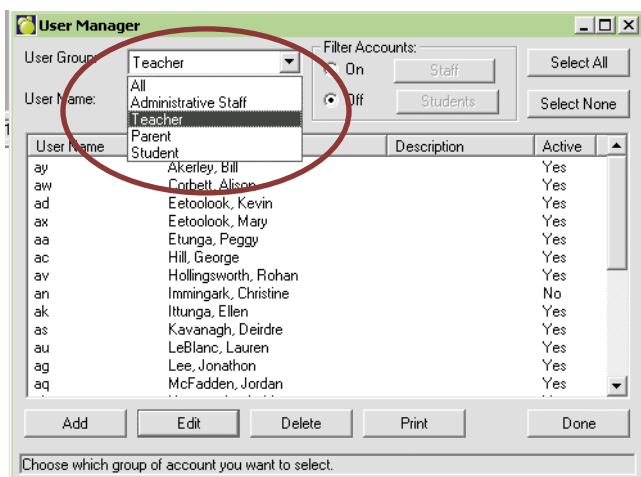 User Manager
Filter Accounts:
User Group: Teacher On Staff Select All
All
User Name: Administrative Staff Off Students Select None
Teacher
Parent
Student
User Name Description Active
ay Akerley, Bill Yes
aw Corbett, Alison Yes
ad Eetoolook, Kevin Yes
ax Eetoolook, Mary Yes
aa Etunga, Peggy Yes
ac Hill, George Yes
av Hollingsworth, Rohan Yes
an Immingark, Christine No
ak Ittunga, Ellen Yes
as Kavanagh, Deirdre Yes
au LeBlanc, Lauren Yes
ag Lee, Jonathon Yes
aq McFadden, Jordan Yes
Add Edit Delete Print Done
Choose which group of account you want to select.